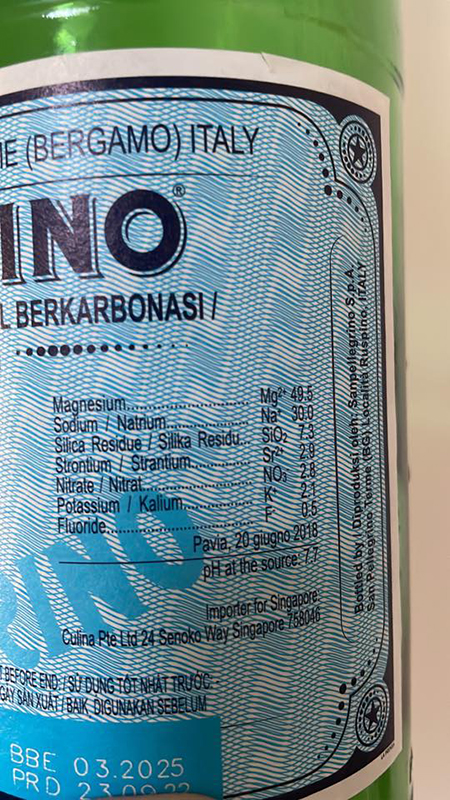 (BERGAMO) ITALY
INO®
BERKARBONASI /
Magnesium Mg²⁺ 49.5
Sodium / Natrium Na⁺ 30.0
Silica Residue / Silika Residu SiO₂ 7.3
Strontium / Strantium Sr²⁺ 2.9
Nitrate / Nitrat NO₃⁻ 2.8
Potassium / Kalium K⁺ 2.1
Fluoride F⁻
Pavia, 20 giugno 2018
pH at the source: 7.7
Importer for Singapore:
Culina Pte Ltd 24 Senoko Way Singapore 758046
BEFORE END: / SỬ DỤNG TỐT NHẤT TRƯỚC -
SẢN XUẤT / BAIK DIGUNAKAN SEBELUM
BBE 03.2025
PRD 23.09.22
Bottled by / Diproduksi oleh: Sanpellegrino S.p.A.
San Pellegrino Terme (BG) Località Ruspino, ITALY